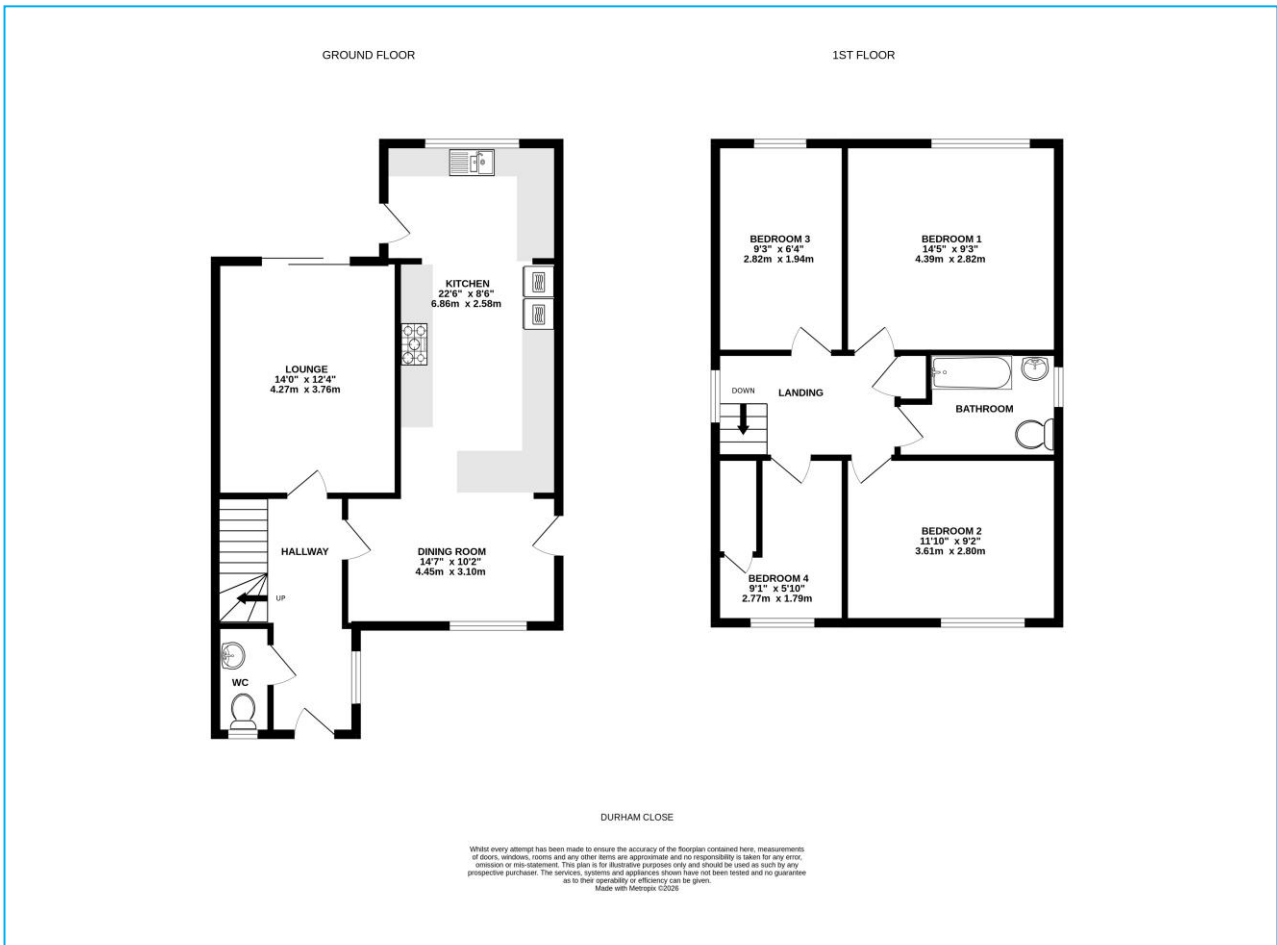 GROUND FLOOR
1ST FLOOR
KITCHEN
22'6" x 8'6"
6.86m x 2.58m
LOUNGE
14'0" x 12'4"
4.27m x 3.76m
HALLWAY
UP
DINING ROOM
14'7" x 10'2"
4.45m x 3.10m
WC
BEDROOM 3
9'3" x 6'4"
2.82m x 1.94m
BEDROOM 1
14'5" x 9'3"
4.39m x 2.82m
DOWN
LANDING
BATHROOM
BEDROOM 2
11'10" x 9'2"
3.61m x 2.80m
BEDROOM 4
9'1" x 5'10"
2.77m x 1.79m
DURHAM CLOSE
Whilst every attempt has been made to ensure the accuracy of the floorplan contained here, measurements
of doors, windows, rooms and any other items are approximate and no responsibility is taken for any error,
omission or mis-statement. This plan is for illustrative purposes only and should be used as such by any
prospective purchaser. The services, systems and appliances shown have not been tested and no guarantee
as to their operability or efficiency can be given.
Made with Metropix ©2026